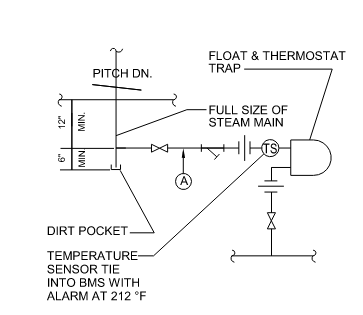 FLOAT & THERMOSTAT
TRAP
PITCH DN.
12"
MIN.
FULL SIZE OF
STEAM MAIN
6"
MIN
TS
A
DIRT POCKET
TEMPERATURE
SENSOR TIE
INTO BMS WITH
ALARM AT 212 °F